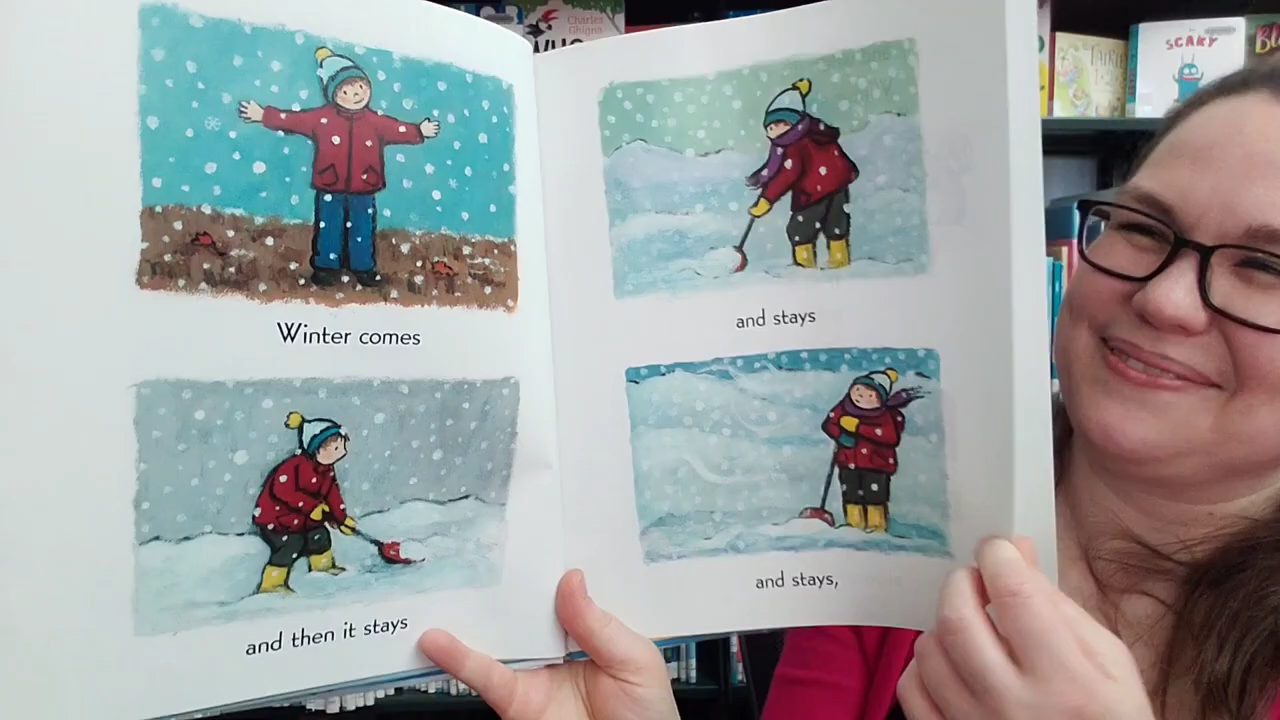 Charles
Ghigna
SCARY
Winter comes
and then it stays
and stays
and stays,